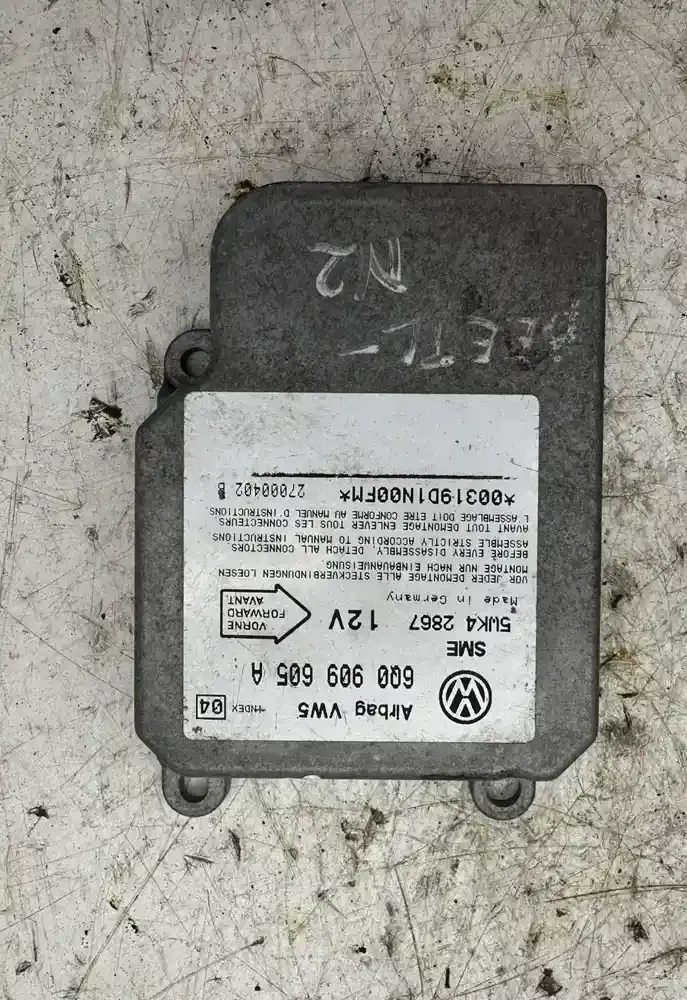 Airbag VW5
INDEX 04
6Q0 909 605 A
SME
5WK4 2867 12V
VORNE
FORWARD
AVANT
Made in Germany
VOR JEDER DEMONTAGE ALLE STECKVERBINDUNGEN LOESEN
MONTAGE NUR NACH EINBAUANWEISUNG.
BEFORE EVERY DISASSEMBLY, DETACH ALL CONNECTORS.
ASSEMBLE STRICTLY ACCORDING TO MANUAL INSTRUCTIONS
AVANT TOUT DEMONTAGE ENLEVER TOUS LES CONNECTEURS.
L'ASSEMBLAGE DOIT ETRE CONFORME AU MANUEL D'INSTRUCTIONS.
*00319D1N00FM* 27000402 B
N2